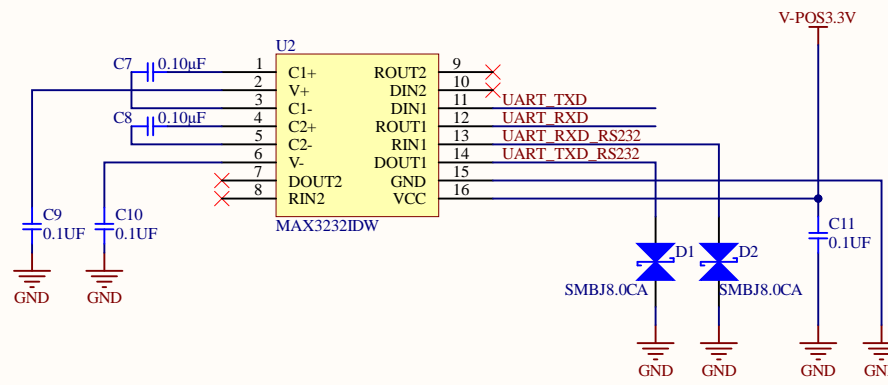 V-POS3.3V
U2
C7 0.10µF 1 C1+ ROUT2 9
2 V+ DIN2 10
3 C1- DIN1 11 UART_TXD
C8 0.10µF 4 C2+ ROUT1 12 UART_RXD
5 C2- RIN1 13 UART_RXD_RS232
6 V- DOUT1 14 UART_TXD_RS232
7 DOUT2 GND 15
8 RIN2 VCC 16
MAX3232IDW
C9 C10 C11
0.1UF 0.1UF 0.1UF
D1 D2
SMBJ8.0CA SMBJ8.0CA
GND GND
GND GND GND GN